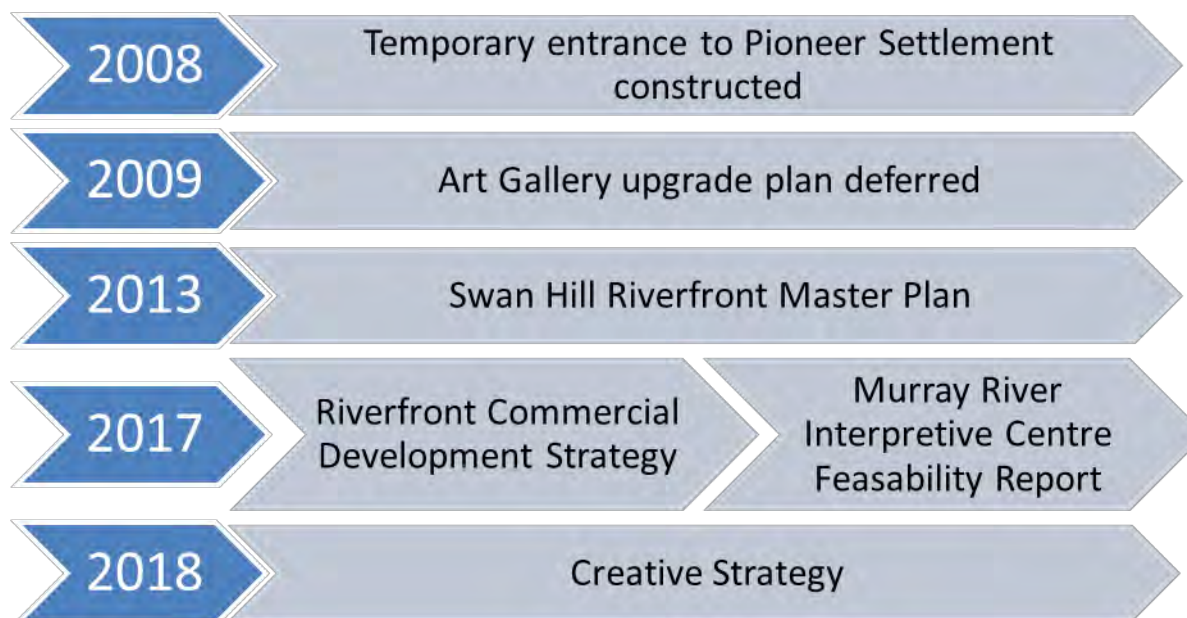 2008
Temporary entrance to Pioneer Settlement
constructed
2009
Art Gallery upgrade plan deferred
2013
Swan Hill Riverfront Master Plan
2017
Riverfront Commercial
Development Strategy
Murray River
Interpretive Centre
Feasability Report
2018
Creative Strategy